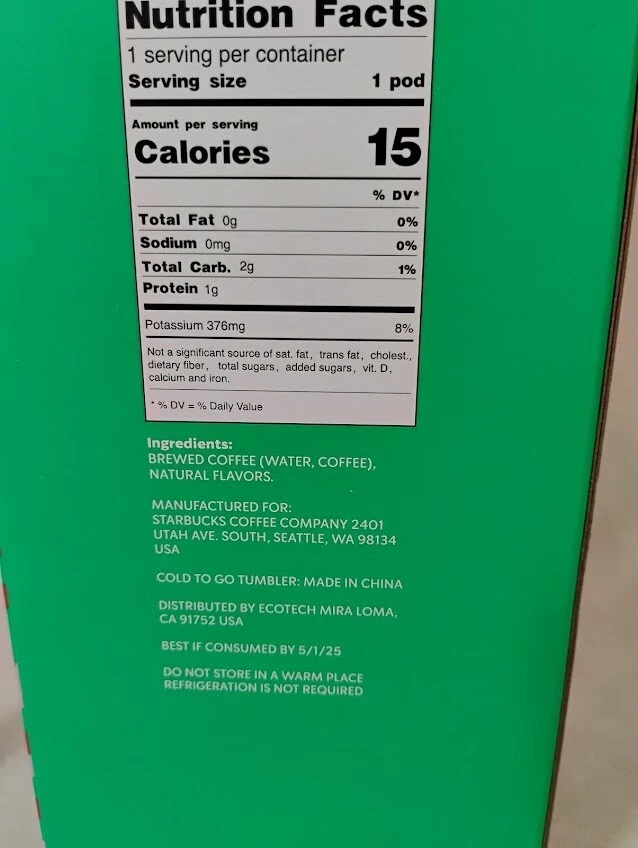 Nutrition Facts
1 serving per container
Serving size 1 pod
Amount per serving
Calories 15
% DV*
Total Fat 0g 0%
Sodium 0mg 0%
Total Carb. 2g 1%
Protein 1g
Potassium 376mg 8%
Not a significant source of sat. fat, trans fat, cholest.,
dietary fiber, total sugars, added sugars, vit. D,
calcium and iron.
* % DV = % Daily Value
Ingredients:
BREWED COFFEE (WATER, COFFEE),
NATURAL FLAVORS.
MANUFACTURED FOR:
STARBUCKS COFFEE COMPANY 2401
UTAH AVE. SOUTH, SEATTLE, WA 98134
USA
COLD TO GO TUMBLER: MADE IN CHINA
DISTRIBUTED BY ECOTECH MIRA LOMA,
CA 91752 USA
BEST IF CONSUMED BY 5/1/25
DO NOT STORE IN A WARM PLACE
REFRIGERATION IS NOT REQUIRED